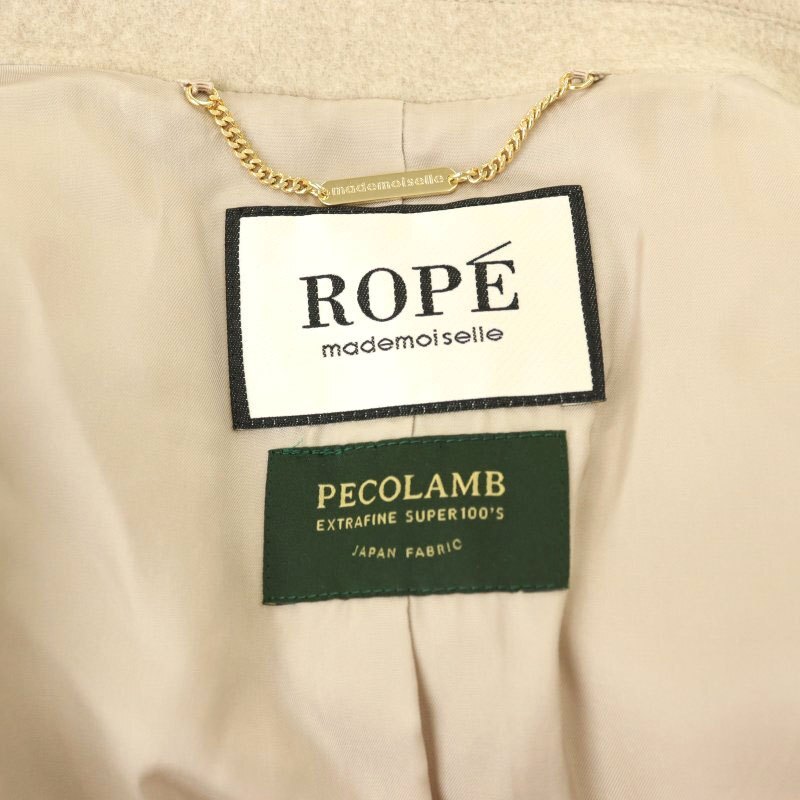 mademoiselle
ROPÉ
mademoiselle
PECOLAMB
EXTRAFINE SUPER100'S
JAPAN FABRIC